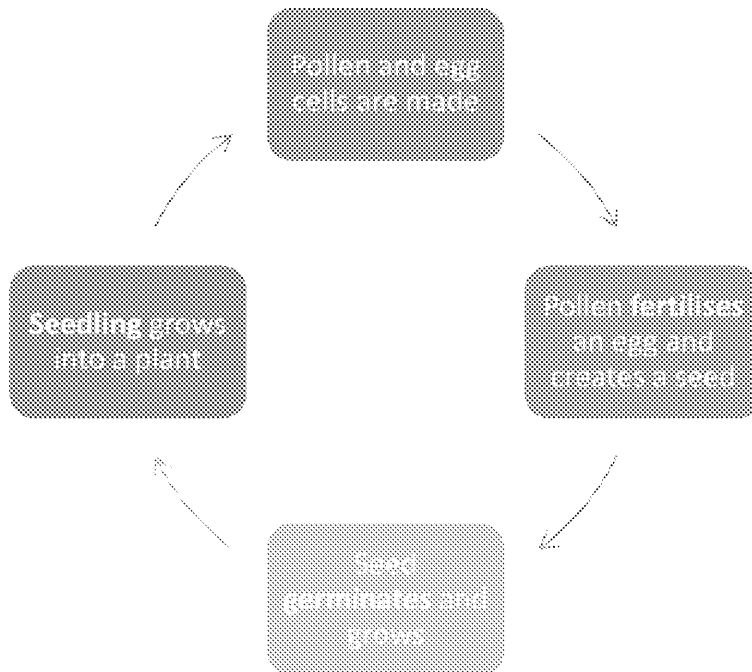 Pollen and egg
cells are made
Pollen fertilises
an egg and
creates a seed
Seed
germinates and
grows
Seedling grows
into a plant